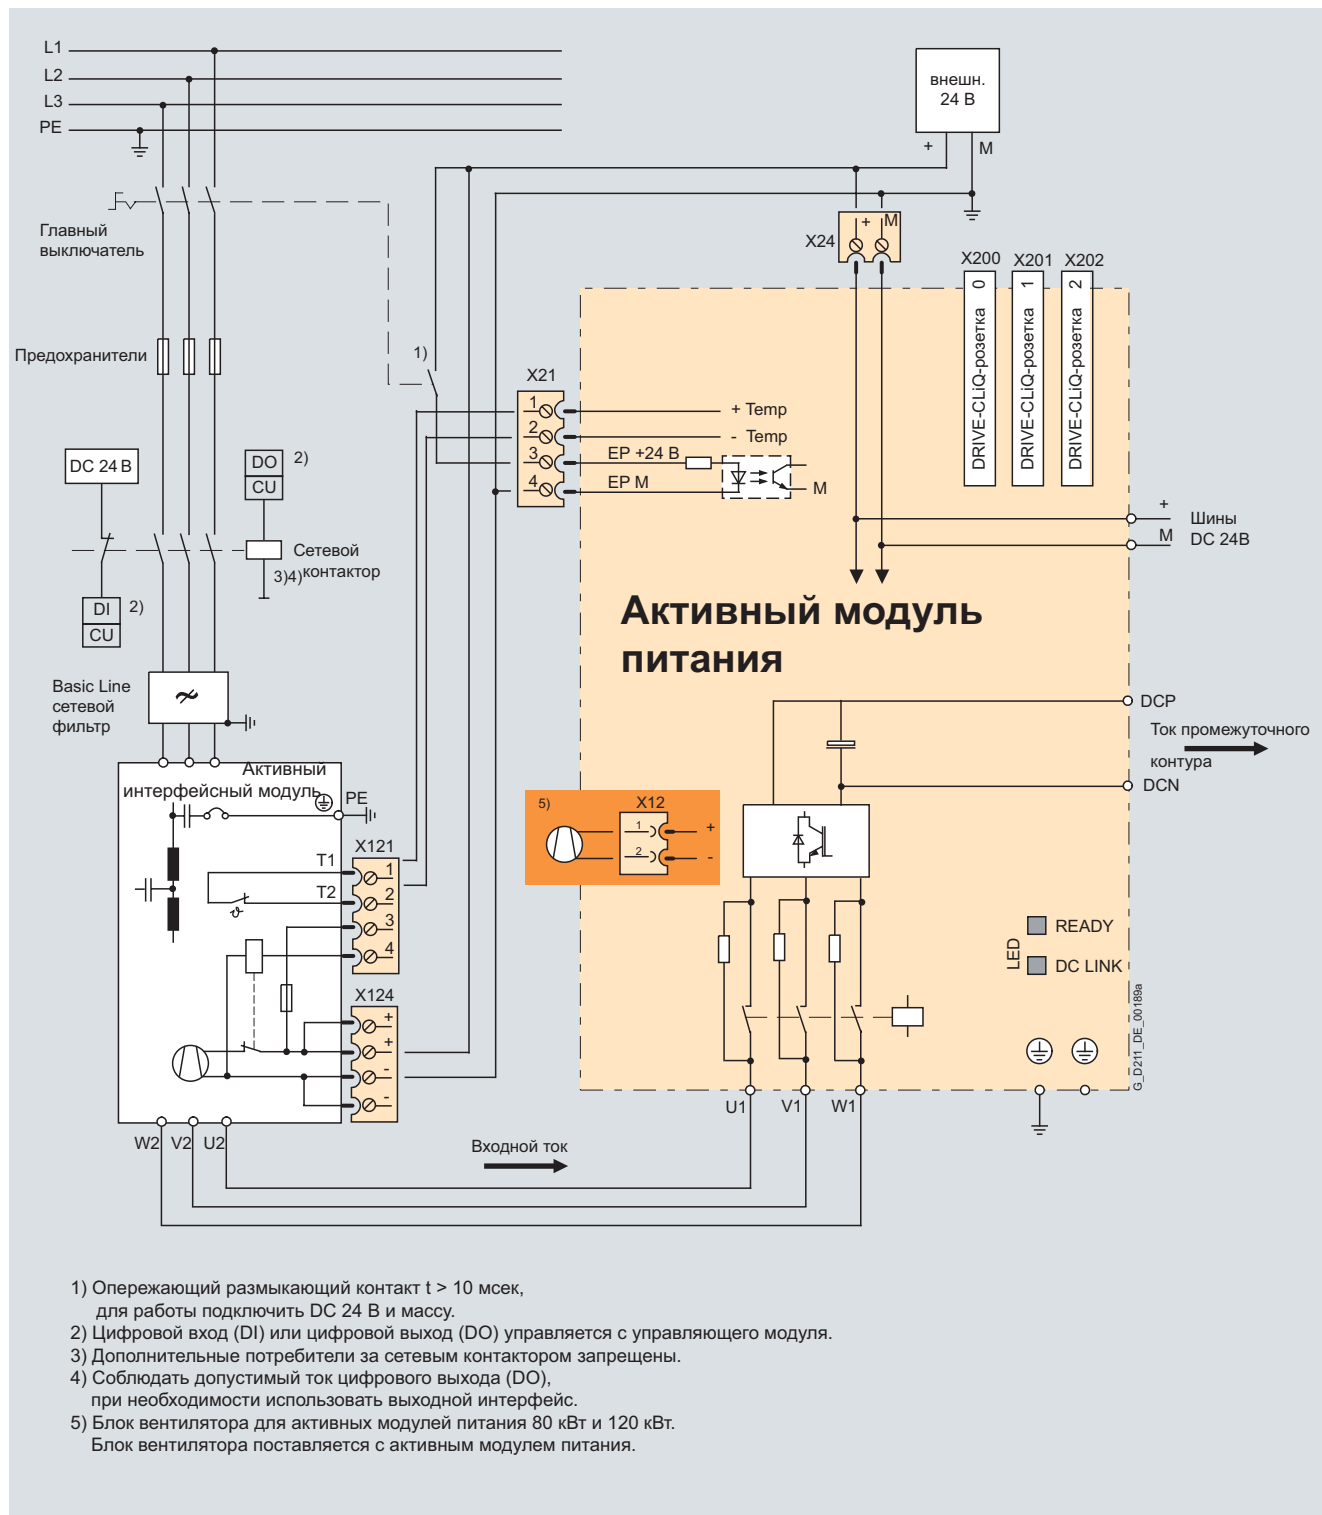 L1
L2
L3
PE
внешн.
24 В
+
M
Главный
выключатель
+ M
X24
X200
X201
X202
DRIVE-CLiQ-розетка 0
DRIVE-CLiQ-розетка 1
DRIVE-CLiQ-розетка 2
Предохранители
1)
X21
1
2
3
4
+ Temp
- Temp
EP +24 В
EP M
M
DC 24 В
DO
CU
2)
+
M
Шины
DC 24В
Сетевой
контактор
3)4)
DI
CU
2)
Активный модуль
питания
Basic Line
сетевой
фильтр
DCP
Ток промежуточного
контура
DCN
Активный
интерфейсный модуль
PE
5)
X12
1
2
+
-
X121
T1
T2
1
2
3
4
ϑ
X124
+
+
-
-
LED
READY
DC LINK
G_D211_DE_00189a
U1
V1
W1
W2
V2
U2
Входной ток
1) Опережающий размыкающий контакт t > 10 мсек,
для работы подключить DC 24 В и массу.
2) Цифровой вход (DI) или цифровой выход (DO) управляется с управляющего модуля.
3) Дополнительные потребители за сетевым контактором запрещены.
4) Соблюдать допустимый ток цифрового выхода (DO),
при необходимости использовать выходной интерфейс.
5) Блок вентилятора для активных модулей питания 80 кВт и 120 кВт.
Блок вентилятора поставляется с активным модулем питания.